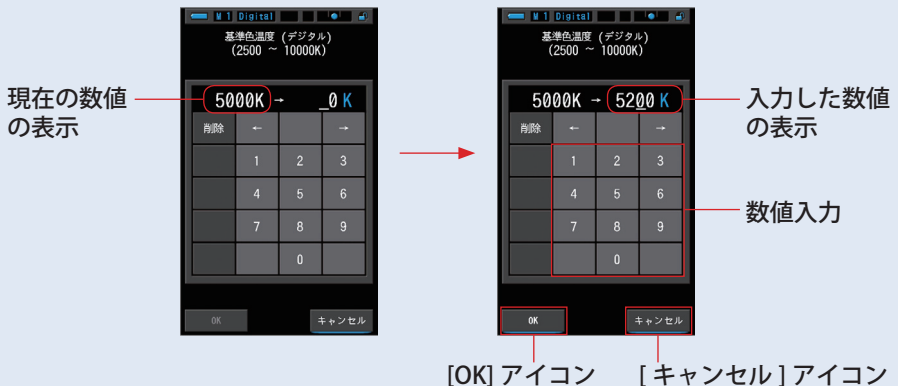 M 1 Digital
基準色温度 (デジタル)
(2500 ~ 10000K)
現在の数値
の表示
5000K → _0 K
削除 ← →
1 2 3
4 5 6
7 8 9
0
OK キャンセル
M 1 Digital
基準色温度 (デジタル)
(2500 ~ 10000K)
5000K → 5200 K
入力した数値
の表示
削除 ← →
1 2 3
4 5 6
7 8 9
0
数値入力
OK キャンセル
[OK] アイコン
[ キャンセル ] アイコン